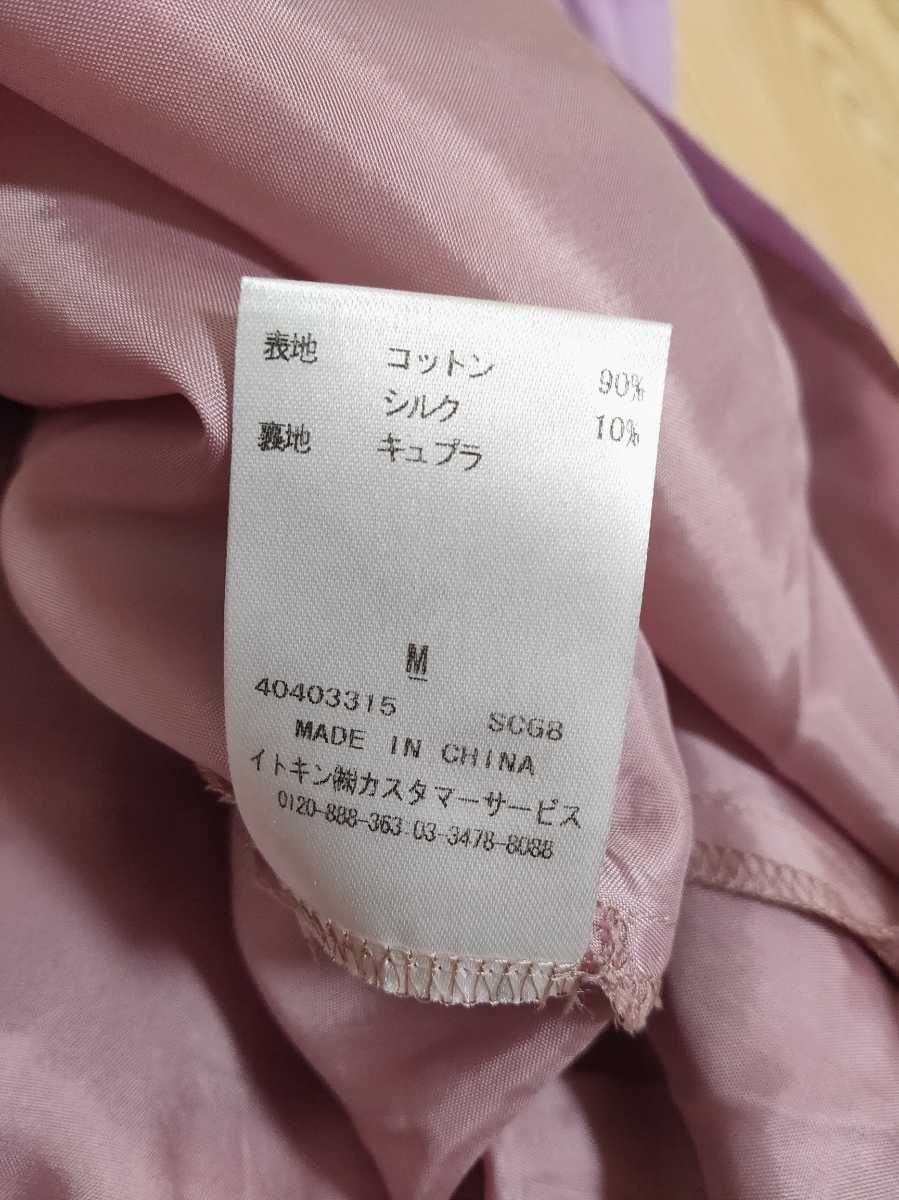 表地 コットン 90%
シルク 10%
裏地 キュプラ
M
40403315 SCG8
MADE IN CHINA
イトキン㈱カスタマーサービス
0120-888-363 03-3478-8088